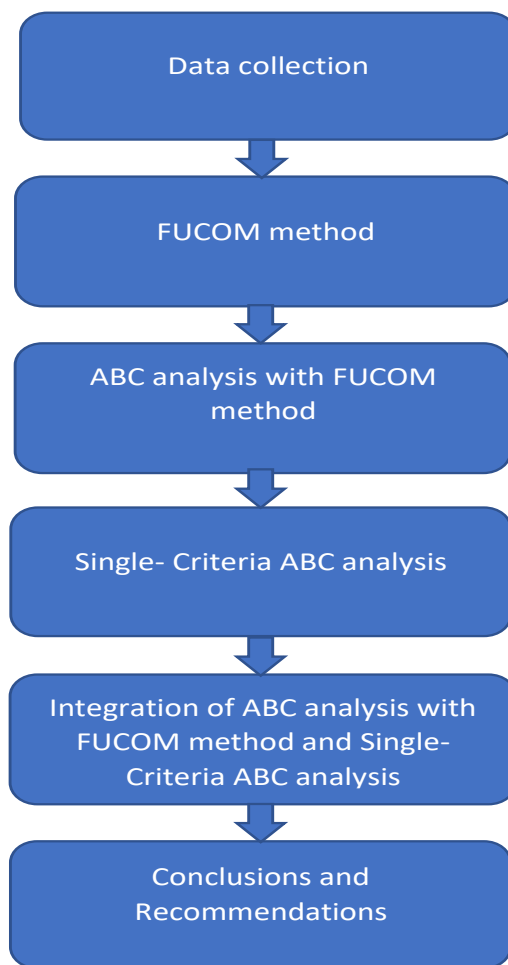 Data collection
FUCOM method
ABC analysis with FUCOM
method
Single- Criteria ABC analysis
Integration of ABC analysis with
FUCOM method and Single-
Criteria ABC analysis
Conclusions and
Recommendations